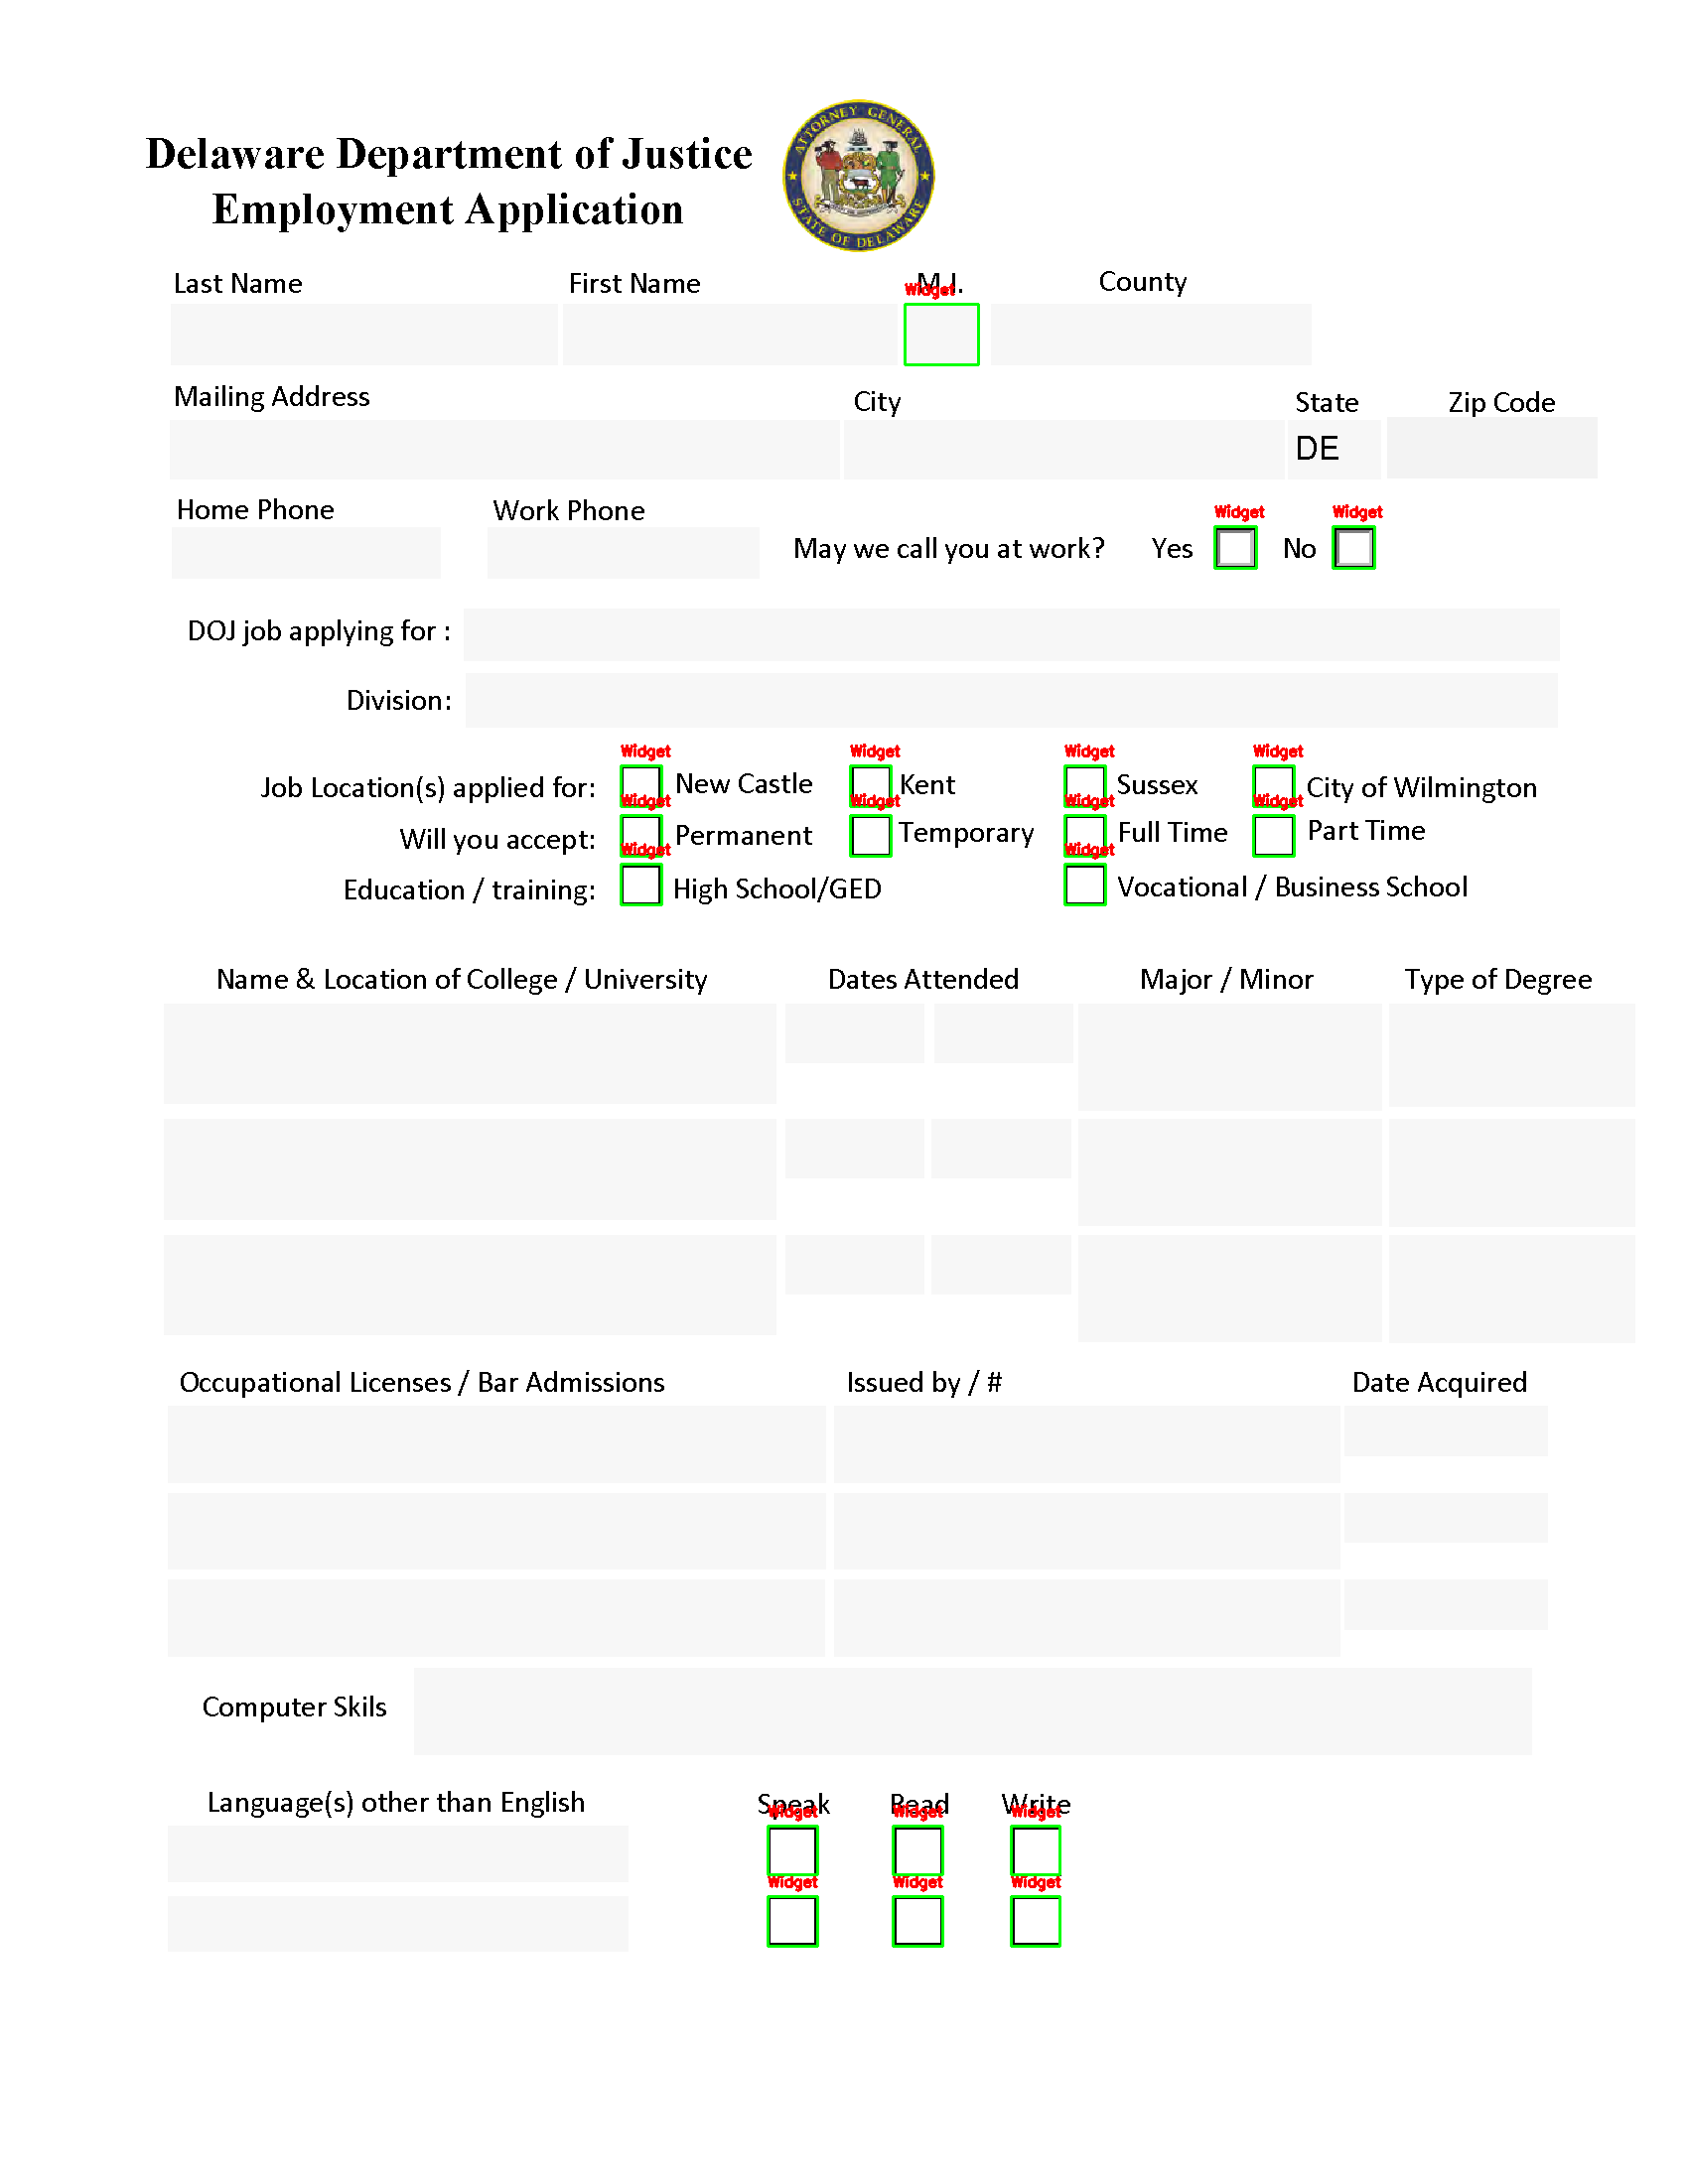 Delaware Department of Justice
Employment Application
ATTORNEY GENERAL
STATE OF DELAWARE
Last Name First Name M.I. County
Widget
Mailing Address City State Zip Code
DE
Home Phone Work Phone
Widget Widget
May we call you at work? Yes No
DOJ job applying for :
Division:
Widget Widget Widget Widget
Job Location(s) applied for: New Castle Kent Sussex City of Wilmington
Widget Widget Widget Widget
Will you accept: Permanent Temporary Full Time Part Time
Widget Widget
Education / training: High School/GED Vocational / Business School
Name & Location of College / University Dates Attended Major / Minor Type of Degree
Occupational Licenses / Bar Admissions Issued by / # Date Acquired
Computer Skils
Language(s) other than English Speak Read Write
Widget Widget Widget
Widget Widget Widget